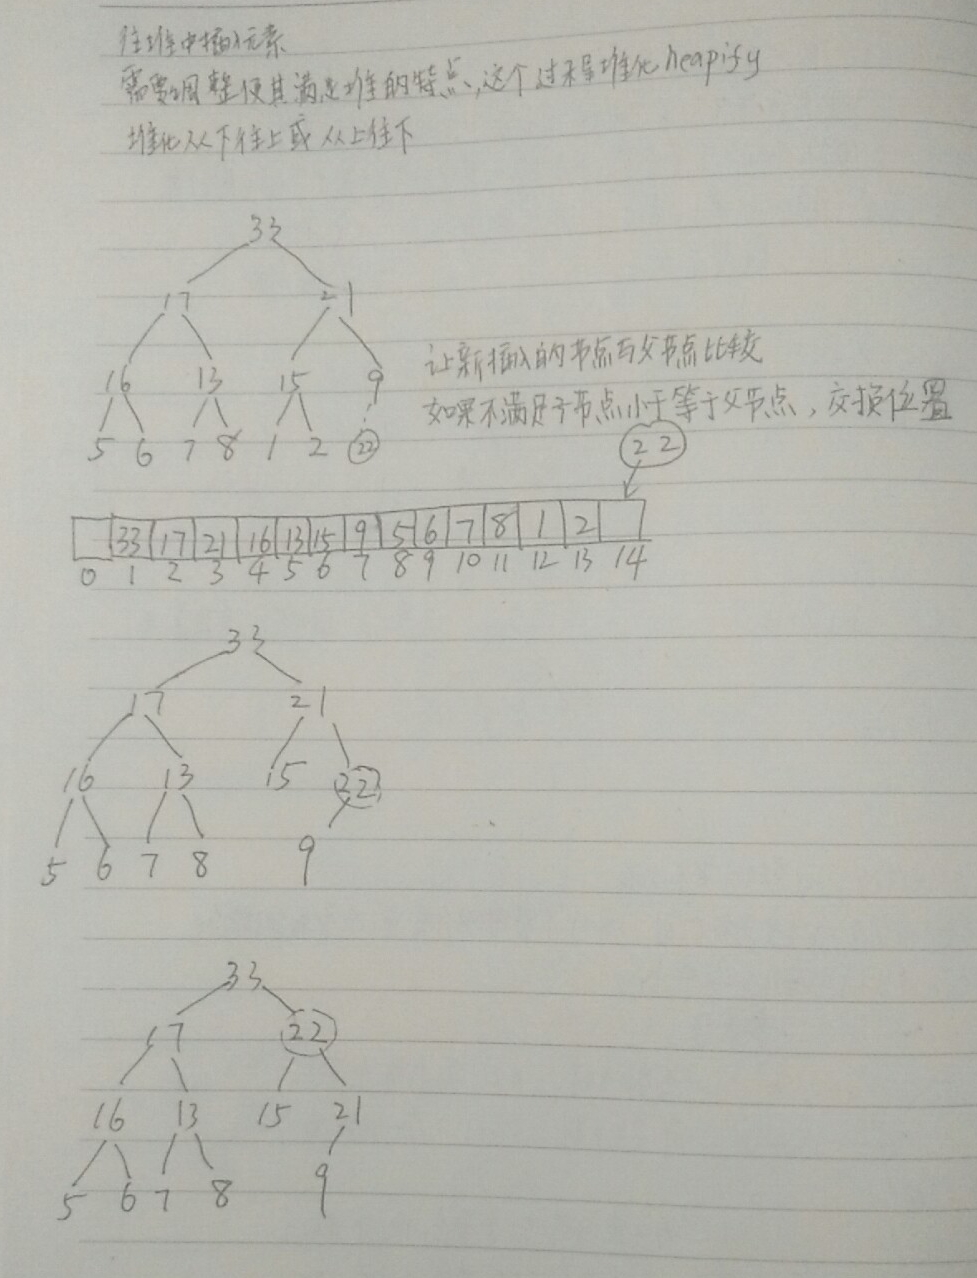 往堆中插入元素
需要调整使其满足堆的特点,这个过程堆化 heapify
堆化从下往上或从上往下
33
17 21
16 13 15 9
5 6 7 8 1 2 22
让新插入的节点与父节点比较
如果不满足子节点小于等于父节点,交换位置
22
33 17 21 16 13 15 9 5 6 7 8 1 2
0 1 2 3 4 5 6 7 8 9 10 11 12 13 14
33
17 21
16 13 15 22
5 6 7 8 9
33
17 22
16 13 15 21
5 6 7 8 9